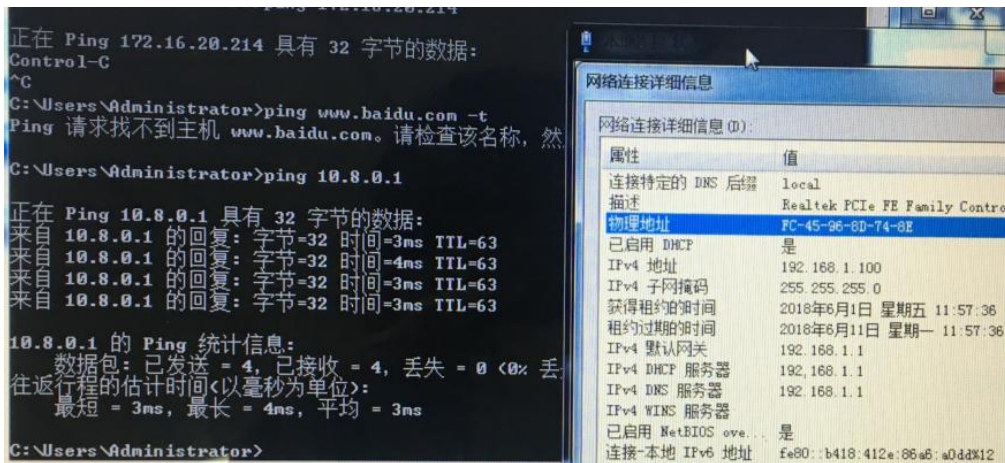 ping 172.16.20.214
正在 Ping 172.16.20.214 具有 32 字节的数据:
Control-C
^C
C:\Users\Administrator>ping www.baidu.com -t
Ping 请求找不到主机 www.baidu.com。请检查该名称，然
C:\Users\Administrator>ping 10.8.0.1
正在 Ping 10.8.0.1 具有 32 字节的数据:
来自 10.8.0.1 的回复: 字节=32 时间=3ms TTL=63
来自 10.8.0.1 的回复: 字节=32 时间=4ms TTL=63
来自 10.8.0.1 的回复: 字节=32 时间=3ms TTL=63
来自 10.8.0.1 的回复: 字节=32 时间=3ms TTL=63
10.8.0.1 的 Ping 统计信息:
数据包: 已发送 = 4，已接收 = 4，丢失 = 0 (0% 丢
往返行程的估计时间(以毫秒为单位):
最短 = 3ms，最长 = 4ms，平均 = 3ms
C:\Users\Administrator>
网络连接详细信息
网络连接详细信息(D):
属性 值
连接特定的 DNS 后缀 local
描述 Realtek PCIe FE Family Contro
物理地址 FC-45-96-8D-74-8E
已启用 DHCP 是
IPv4 地址 192.168.1.100
IPv4 子网掩码 255.255.255.0
获得租约的时间 2018年6月1日 星期五 11:57:36
租约过期的时间 2018年6月11日 星期一 11:57:36
IPv4 默认网关 192.168.1.1
IPv4 DHCP 服务器 192.168.1.1
IPv4 DNS 服务器 192.168.1.1
IPv4 WINS 服务器
已启用 NetBIOS ove... 是
连接-本地 IPv6 地址 fe80::b418:412e:86a6:a0dd%12